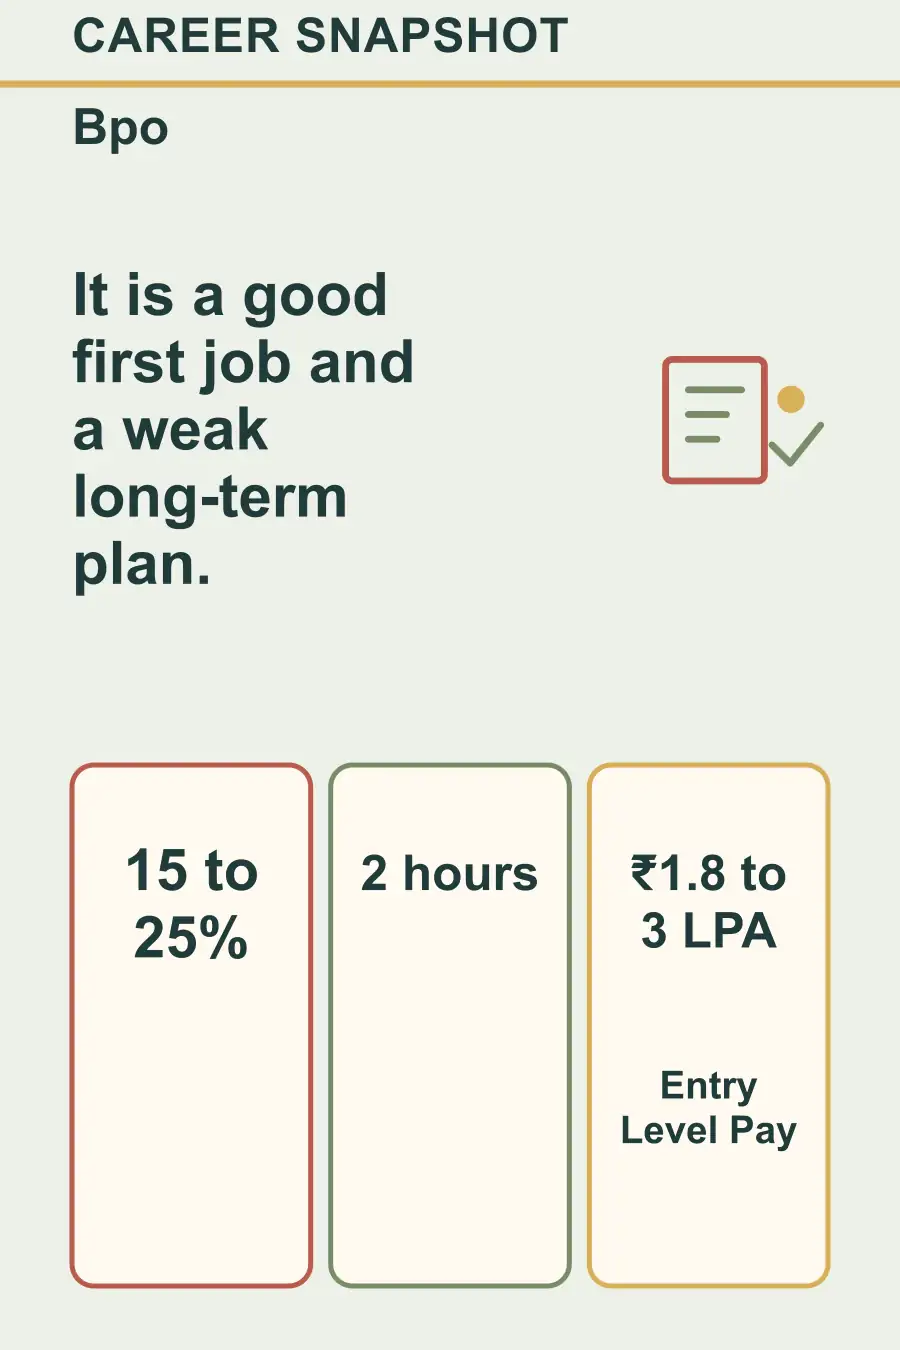 CAREER SNAPSHOT
Bpo
It is a good
first job and
a weak
long-term
plan.
15 to
25%
2 hours
₹1.8 to
3 LPA
Entry
Level Pay